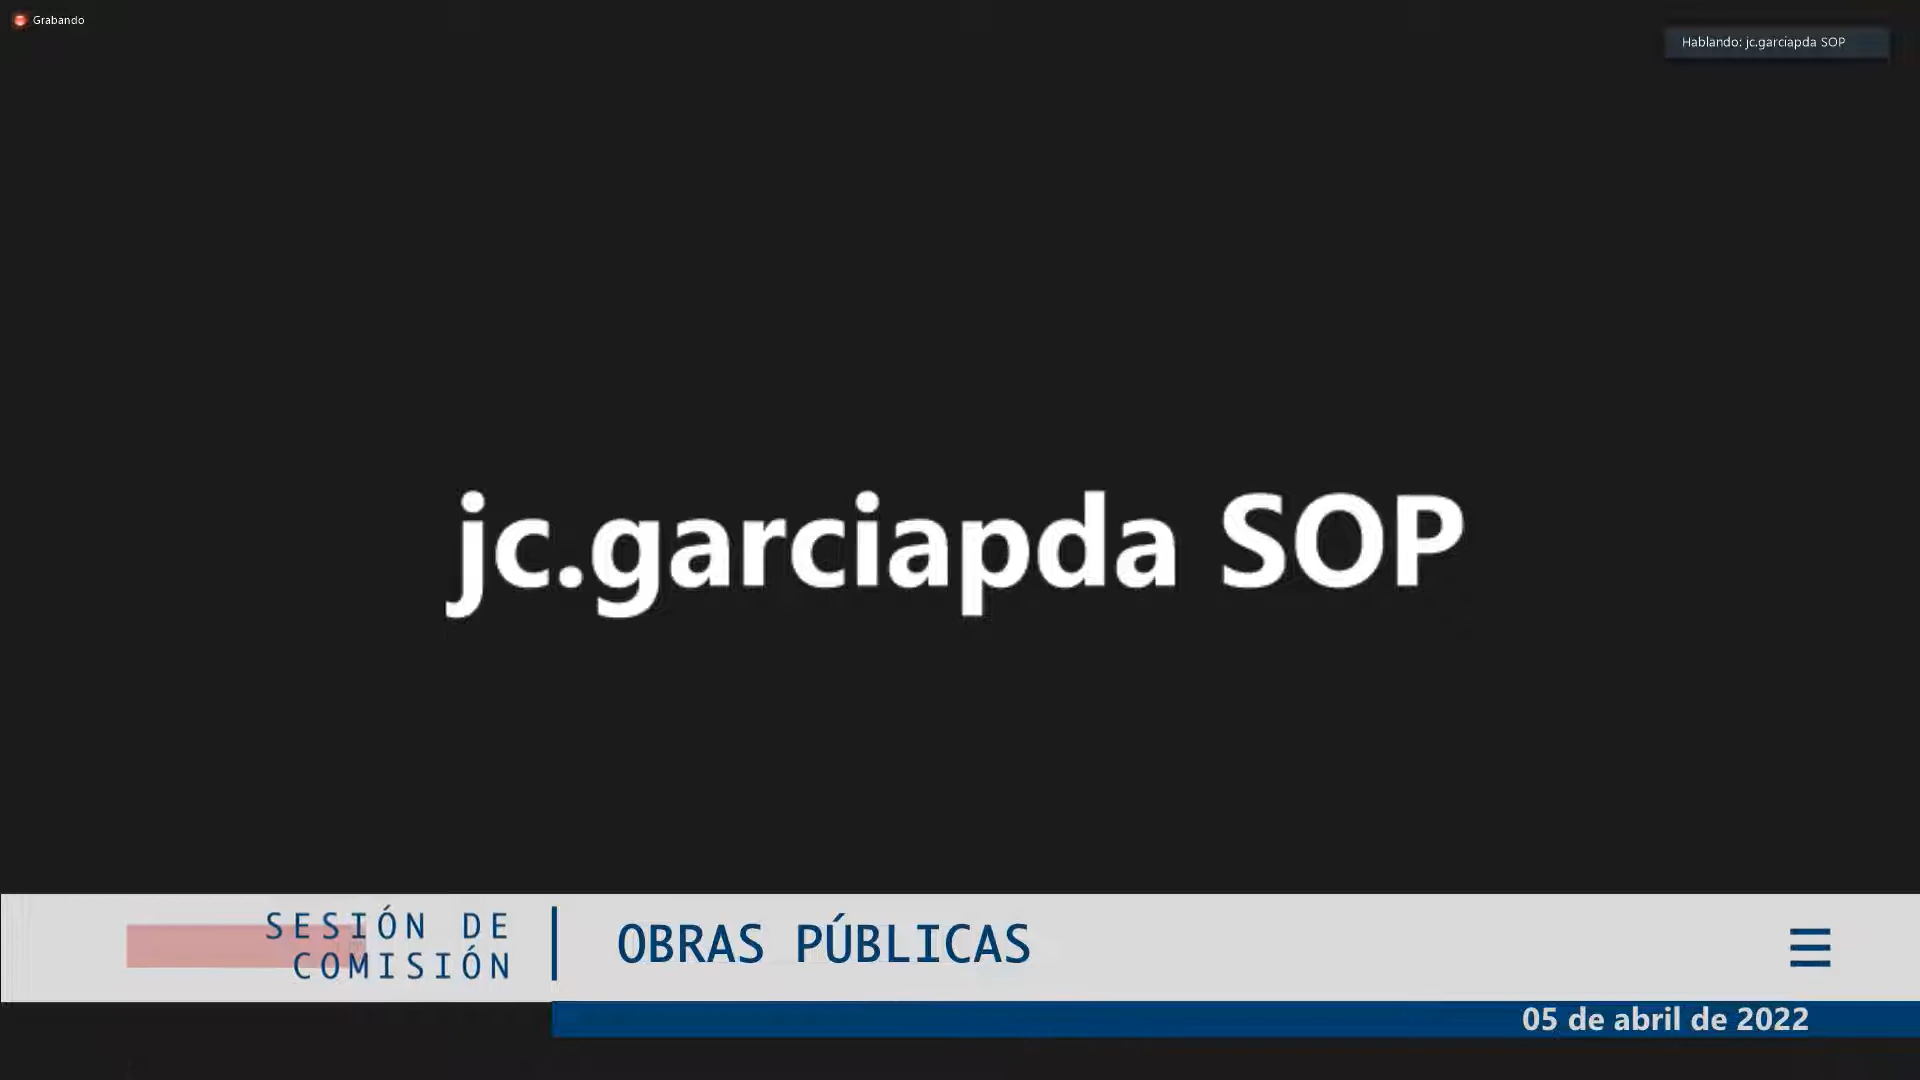 Grabando
Hablando: jc.garciapda SOP
jc.garciapda SOP
SESIÓN DE
COMISIÓN
OBRAS PÚBLICAS
05 de abril de 2022